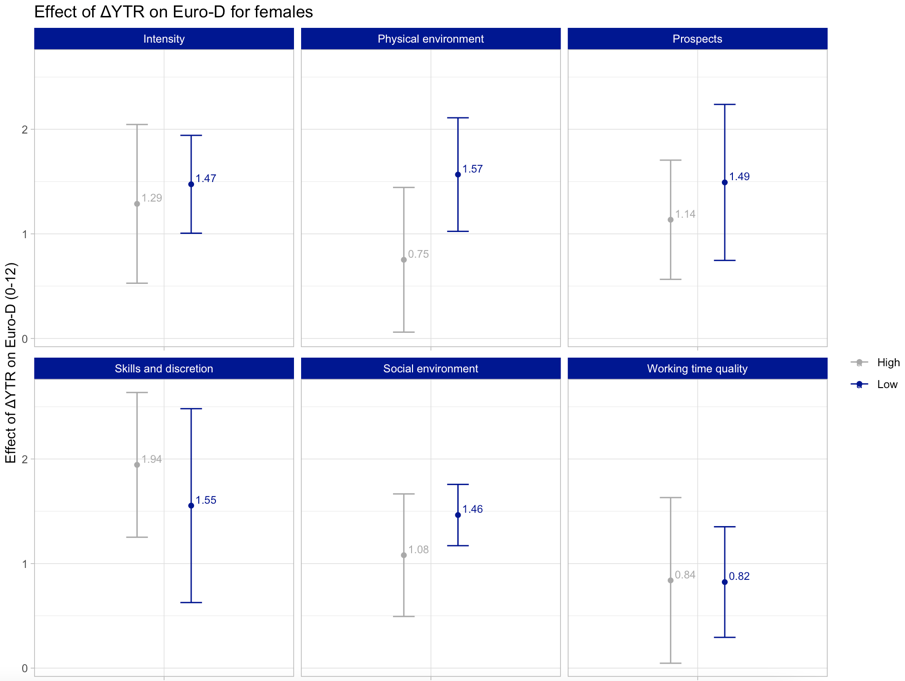 Effect of ΔYTR on Euro-D for females
Effect of ΔYTR on Euro-D (0-12)
Intensity
Physical environment
Prospects
2
1
0
1.29
1.47
0.75
1.57
1.14
1.49
Skills and discretion
Social environment
Working time quality
2
1
0
1.94
1.55
1.08
1.46
0.84
0.82
High
Low